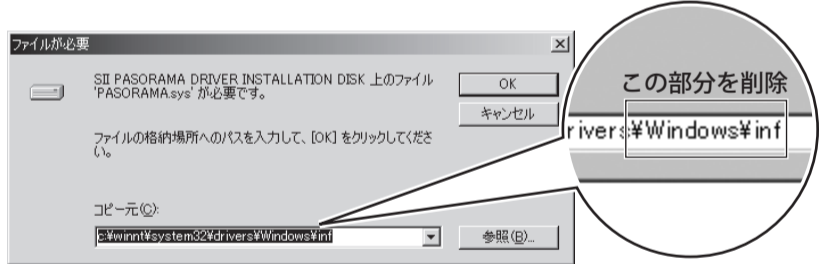 ファイルが必要
SII PASORAMA DRIVER INSTALLATION DISK 上のファイル
'PASORAMA.sys' が必要です。
OK
キャンセル
ファイルの格納場所へのパスを入力して、[OK] をクリックしてくださ
い。
コピー元(C):
c:¥winnt¥system32¥drivers¥Windows¥inf
参照(B)...
この部分を削除
rivers¥Windows¥inf